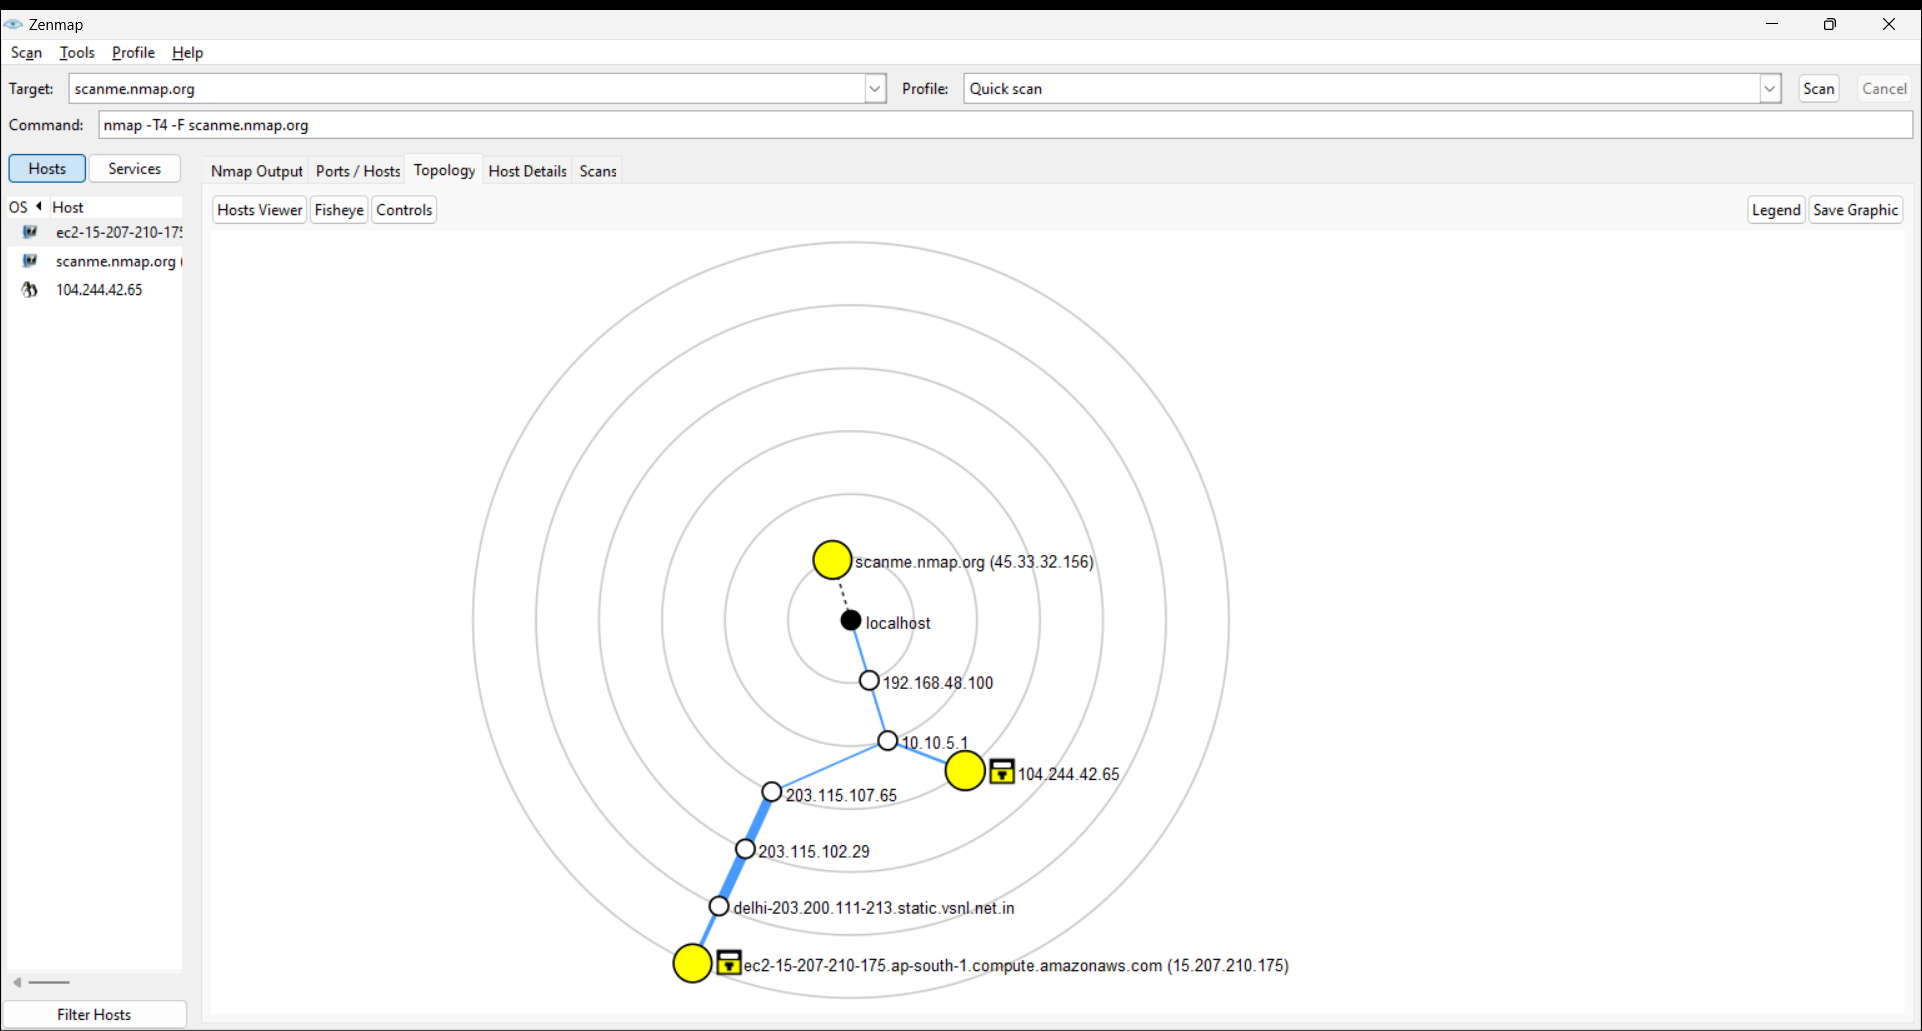 Zenmap
Scan Tools Profile Help
Target: scanme.nmap.org Profile: Quick scan Scan Cancel
Command: nmap -T4 -F scanme.nmap.org
Hosts Services
Nmap Output Ports / Hosts Topology Host Details Scans
OS Host
ec2-15-207-210-175
scanme.nmap.org (
104.244.42.65
Hosts Viewer Fisheye Controls Legend Save Graphic
scanme.nmap.org (45.33.32.156)
localhost
192.168.48.100
10.10.5.1
104.244.42.65
203.115.107.65
203.115.102.29
delhi-203.200.111-213.static.vsnl.net.in
ec2-15-207-210-175.ap-south-1.compute.amazonaws.com (15.207.210.175)
Filter Hosts